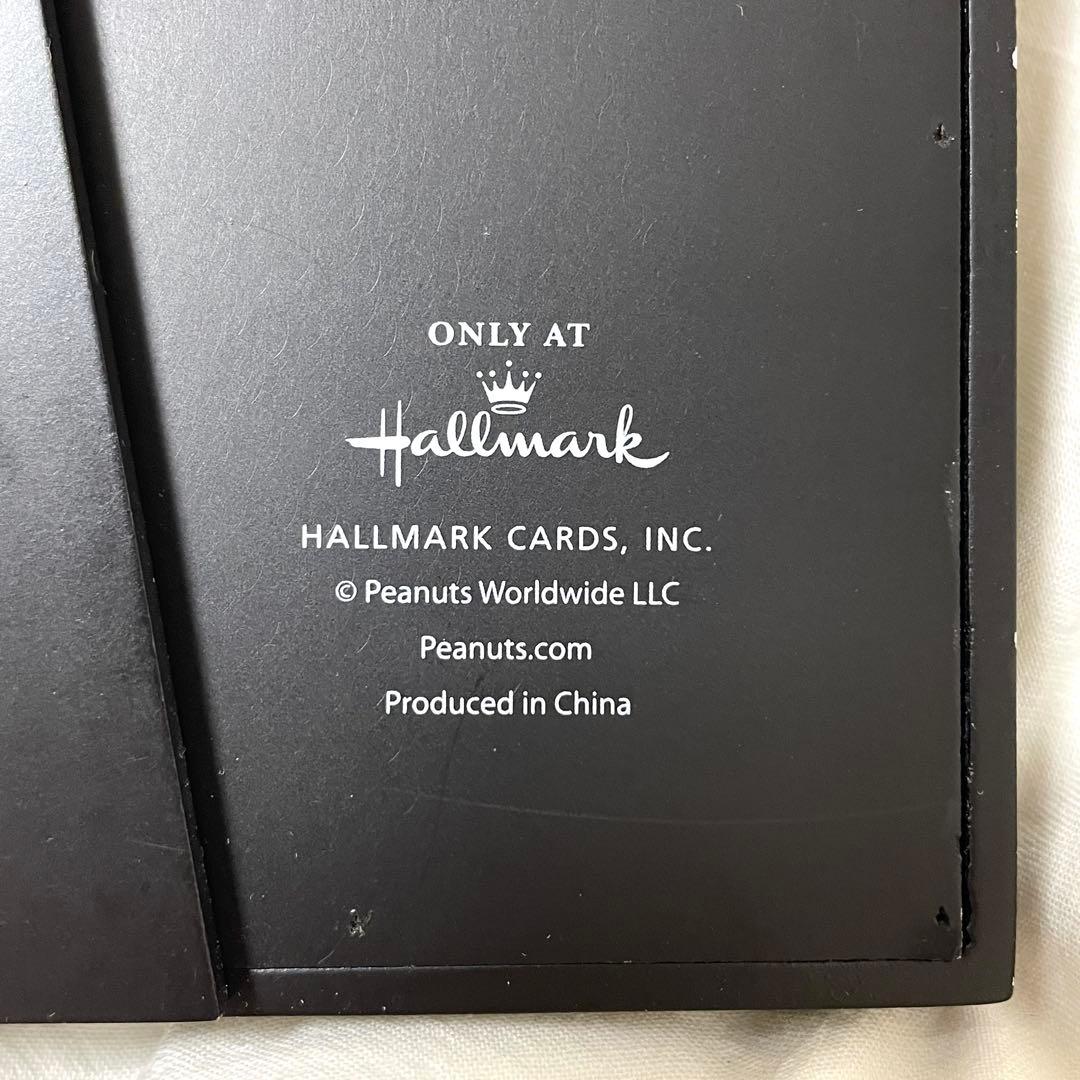 ONLY AT
Hallmark
HALLMARK CARDS, INC.
© Peanuts Worldwide LLC
Peanuts.com
Produced in China